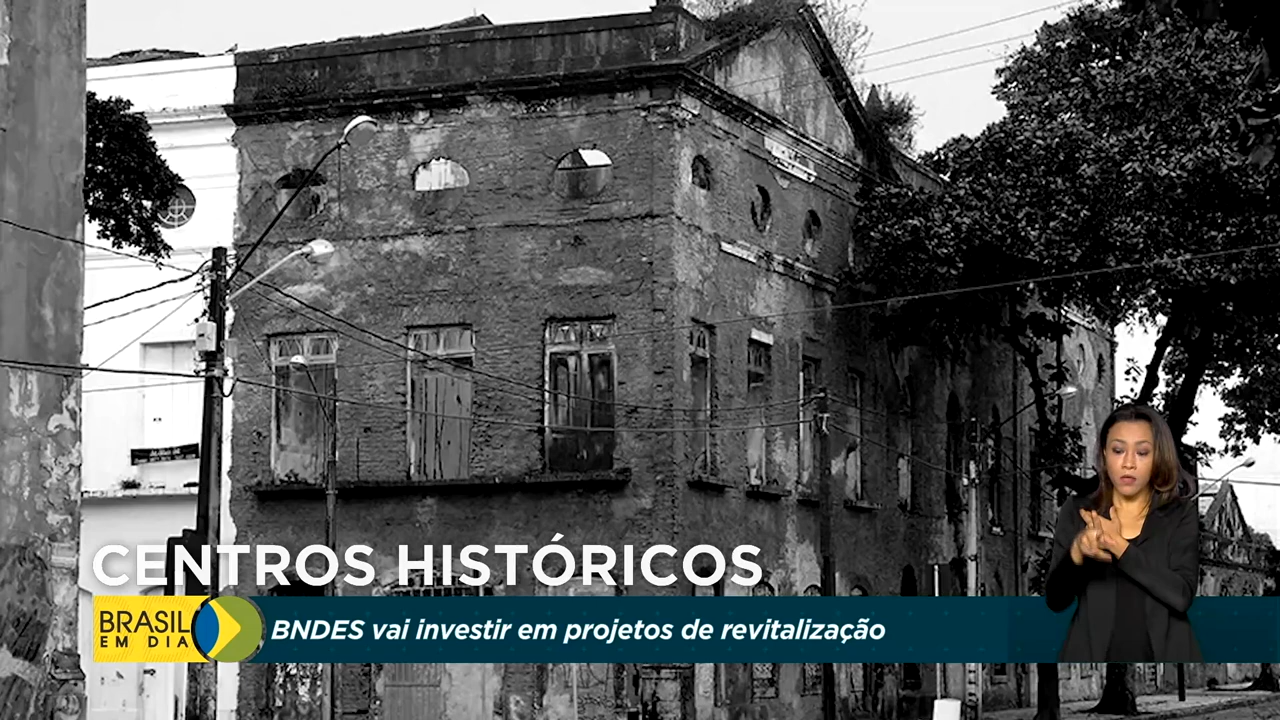 CENTROS HISTÓRICOS
BRASIL
EM DIA
BNDES vai investir em projetos de revitalização